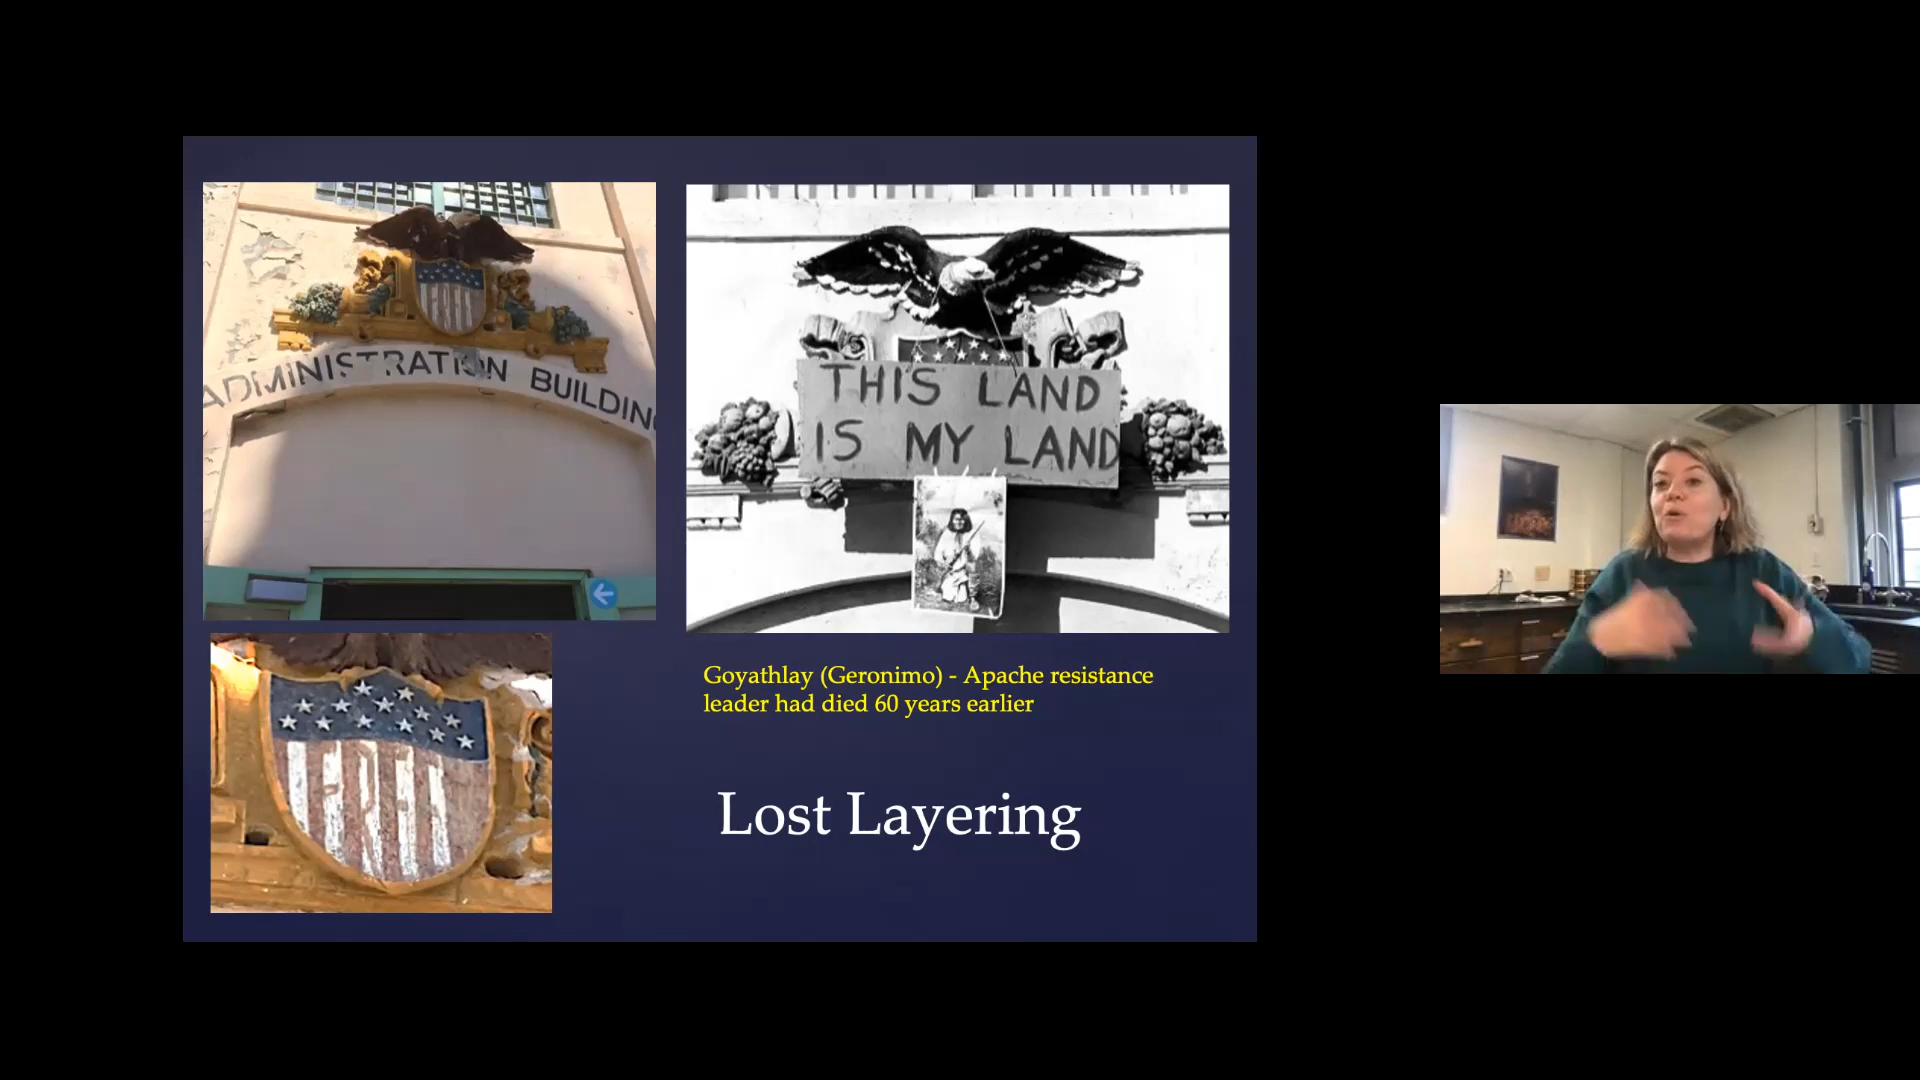 ADMINISTRATION BUILDING
THIS LAND
IS MY LAND
Goyathlay (Geronimo) - Apache resistance
leader had died 60 years earlier
Lost Layering